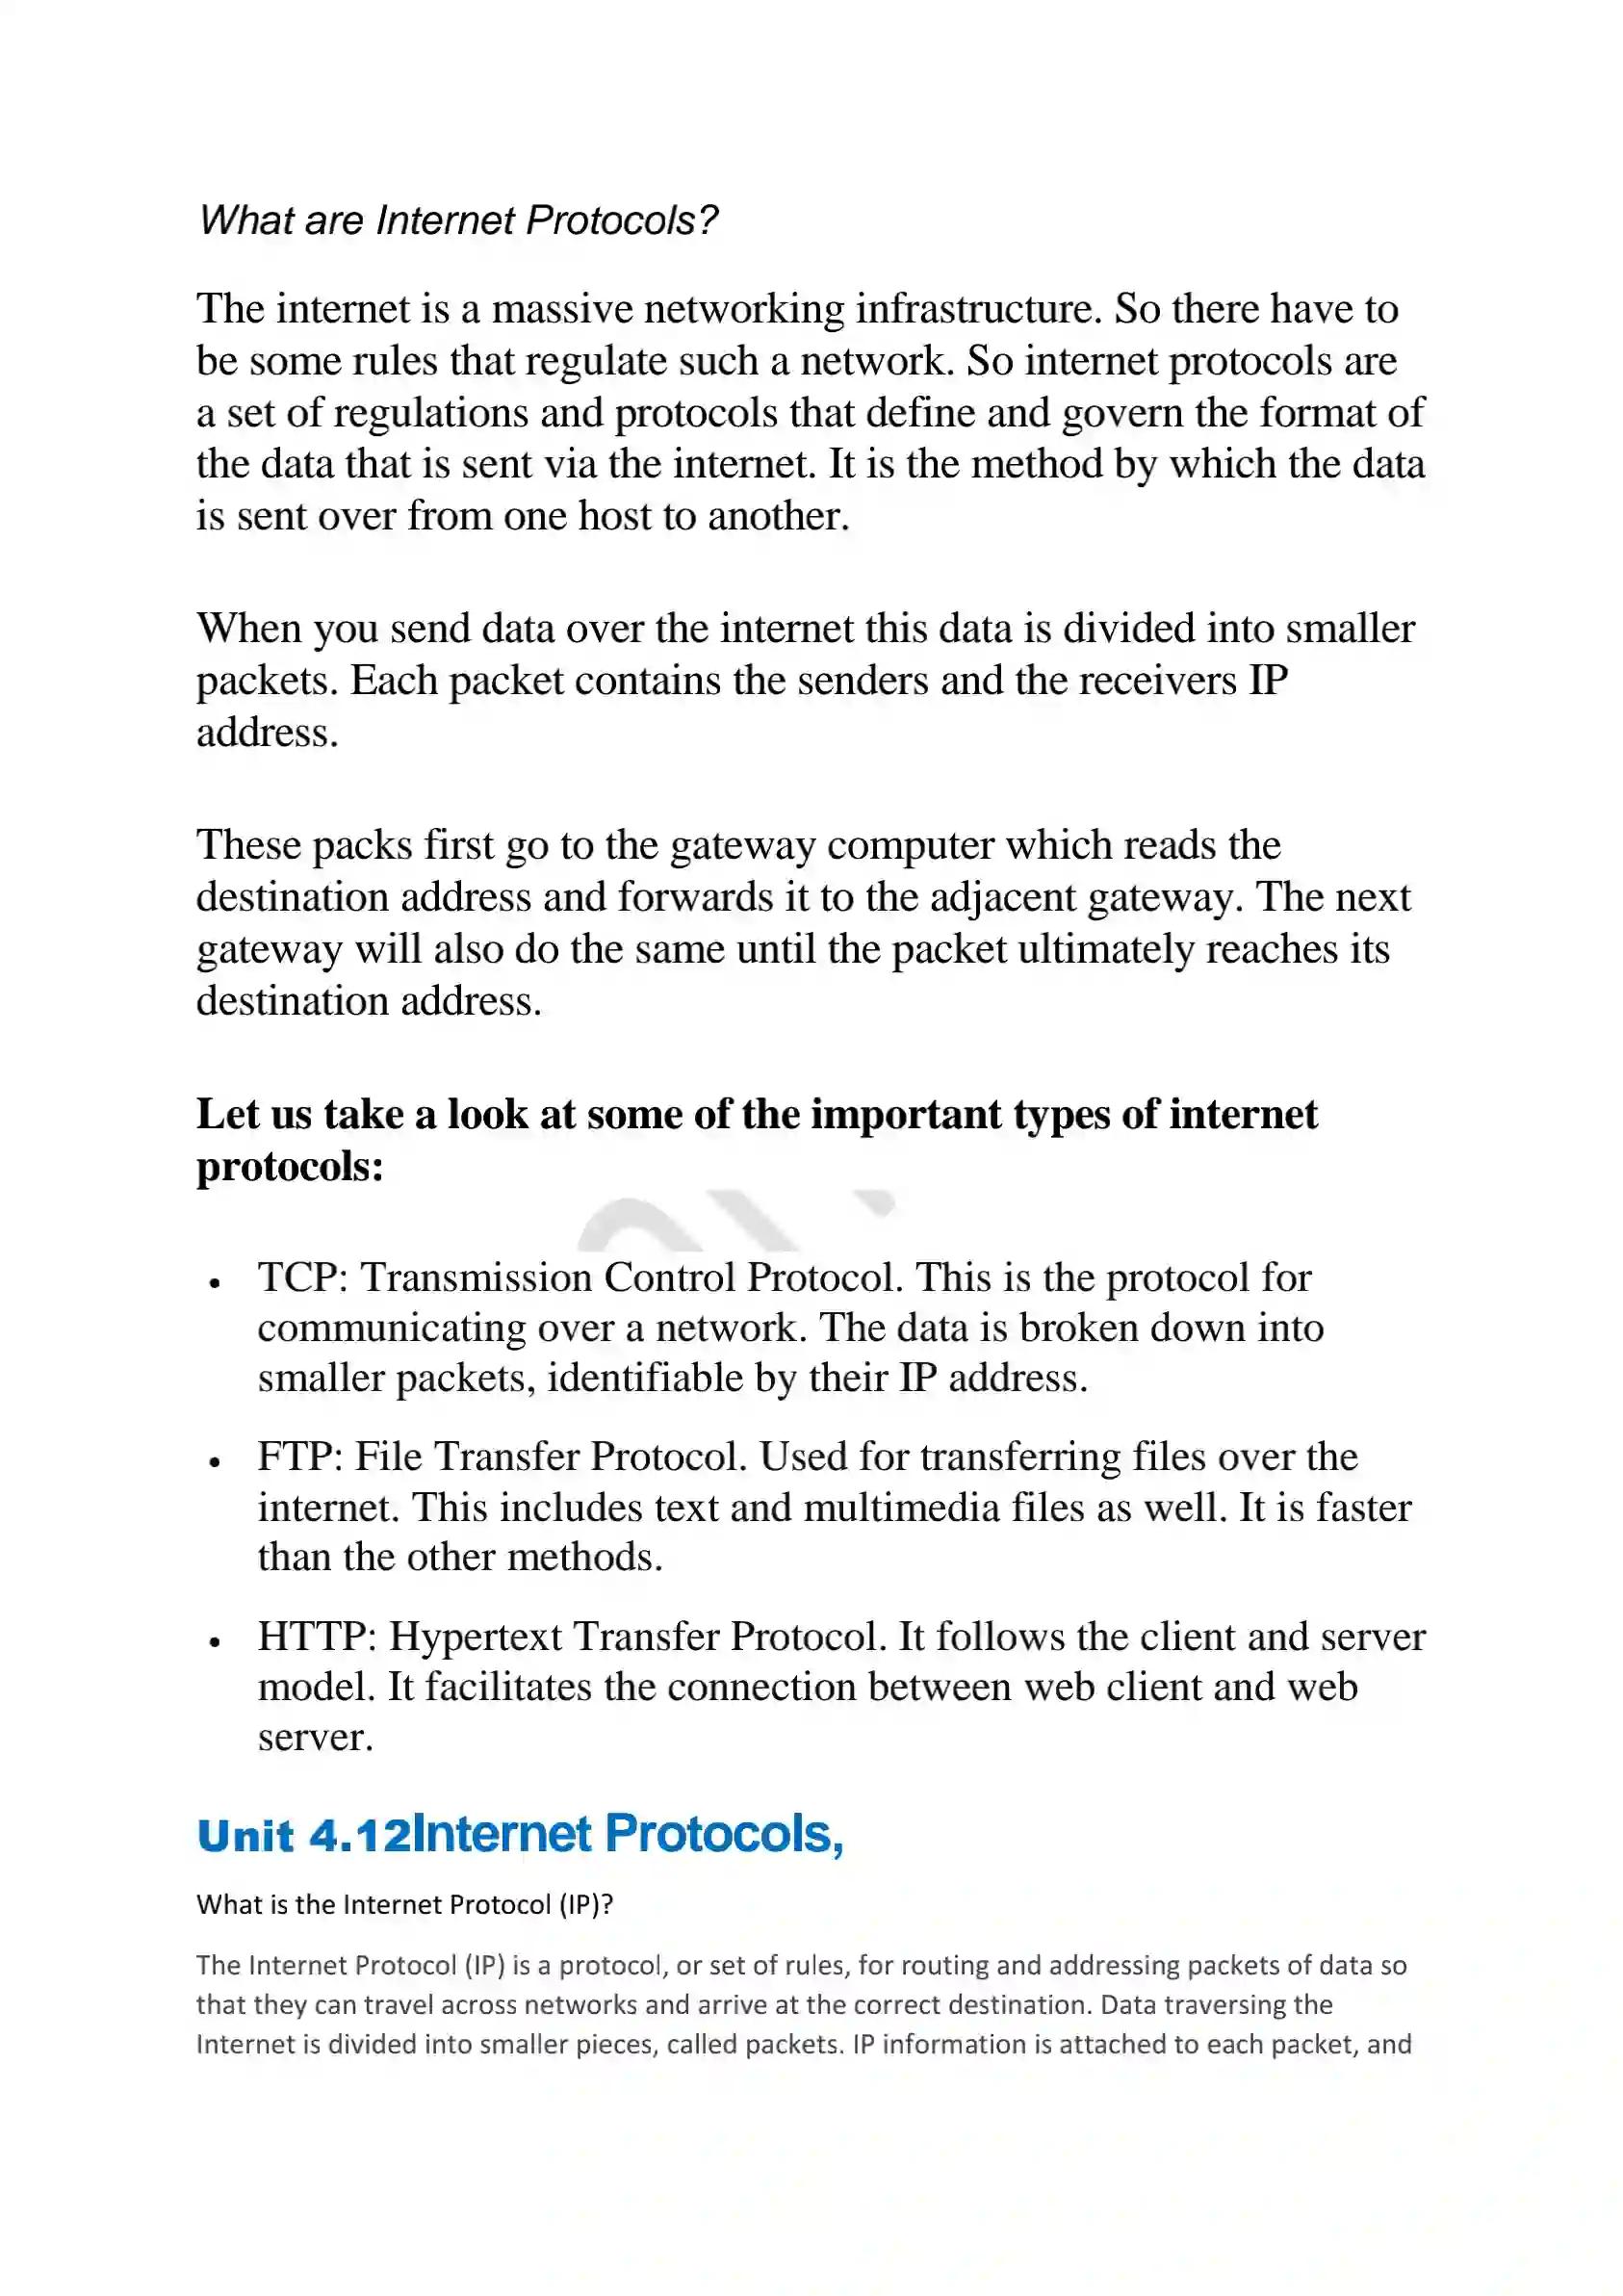 What are Internet Protocols?
The internet is a massive networking infrastructure. So there have to
be some rules that regulate such a network. So internet protocols are
a set of regulations and protocols that define and govern the format of
the data that is sent via the internet. It is the method by which the data
is sent over from one host to another.
When you send data over the internet this data is divided into smaller
packets. Each packet contains the senders and the receivers IP
address.
These packs first go to the gateway computer which reads the
destination address and forwards it to the adjacent gateway. The next
gateway will also do the same until the packet ultimately reaches its
destination address.
Let us take a look at some of the important types of internet
protocols:
• TCP: Transmission Control Protocol. This is the protocol for
communicating over a network. The data is broken down into
smaller packets, identifiable by their IP address.
• FTP: File Transfer Protocol. Used for transferring files over the
internet. This includes text and multimedia files as well. It is faster
than the other methods.
• HTTP: Hypertext Transfer Protocol. It follows the client and server
model. It facilitates the connection between web client and web
server.
Unit 4.12Internet Protocols,
What is the Internet Protocol (IP)?
The Internet Protocol (IP) is a protocol, or set of rules, for routing and addressing packets of data so
that they can travel across networks and arrive at the correct destination. Data traversing the
Internet is divided into smaller pieces, called packets. IP information is attached to each packet, and